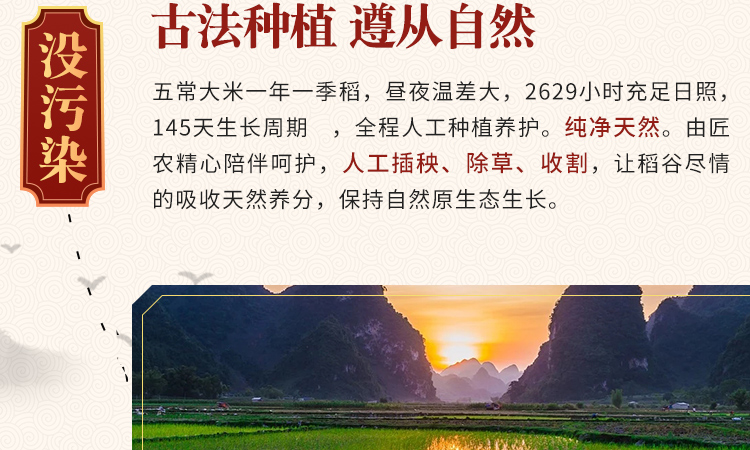 没污染
古法种植 遵从自然
五常大米一年一季稻，昼夜温差大，2629小时充足日照，
145天生长周期 ，全程人工种植养护。纯净天然。由匠
农精心陪伴呵护，人工插秧、除草、收割，让稻谷尽情
的吸收天然养分，保持自然原生态生长。